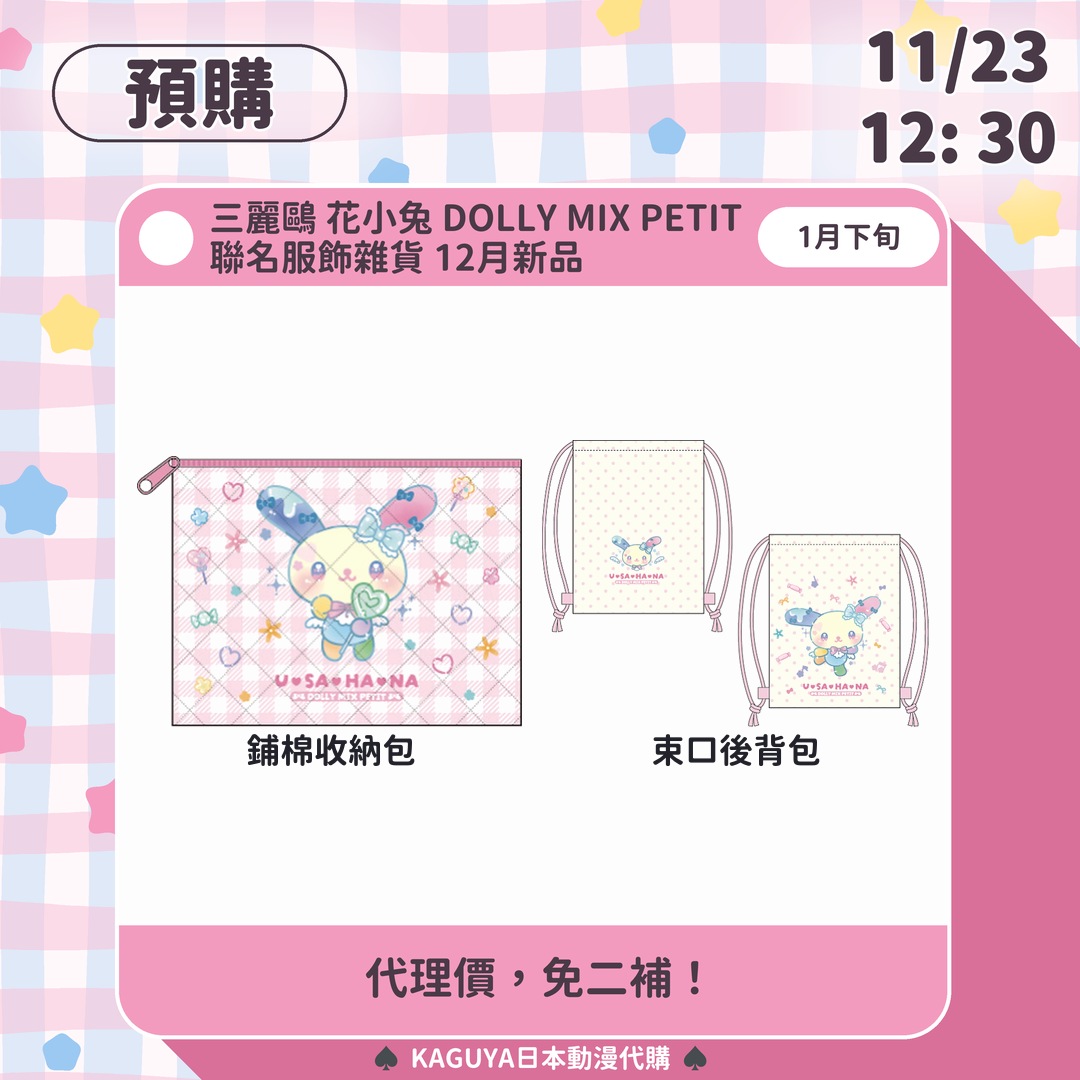 預購
11/23
12: 30
三麗鷗 花小兔 DOLLY MIX PETIT
聯名服飾雜貨 12月新品
1月下旬
U♥SA♥HA♥NA
DOLLY MIX PETIT
U♥SA♥HA♥NA
U♥SA♥HA♥NA
DOLLY MIX PETIT
鋪棉收納包
束口後背包
代理價，免二補！
♠ KAGUYA日本動漫代購 ♠